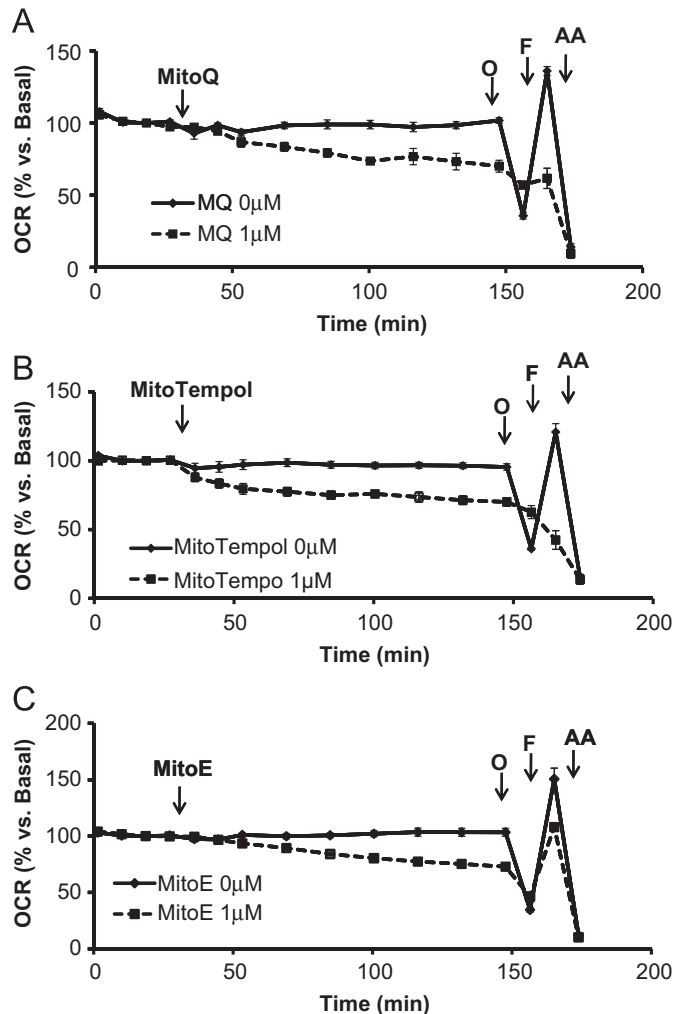 A
OCR (% vs. Basal)
150
100
50
0
MitoQ
O
F
AA
MQ 0μM
MQ 1μM
0
50
100
150
200
Time (min)
B
OCR (% vs. Basal)
150
100
50
0
MitoTempol
O
F
AA
MitoTempol 0μM
MitoTempo 1μM
0
50
100
150
200
Time (min)
C
OCR (% vs. Basal)
200
150
100
50
0
MitoE
O
F
AA
MitoE 0μM
MitoE 1μM
0
50
100
150
200
Time (min)